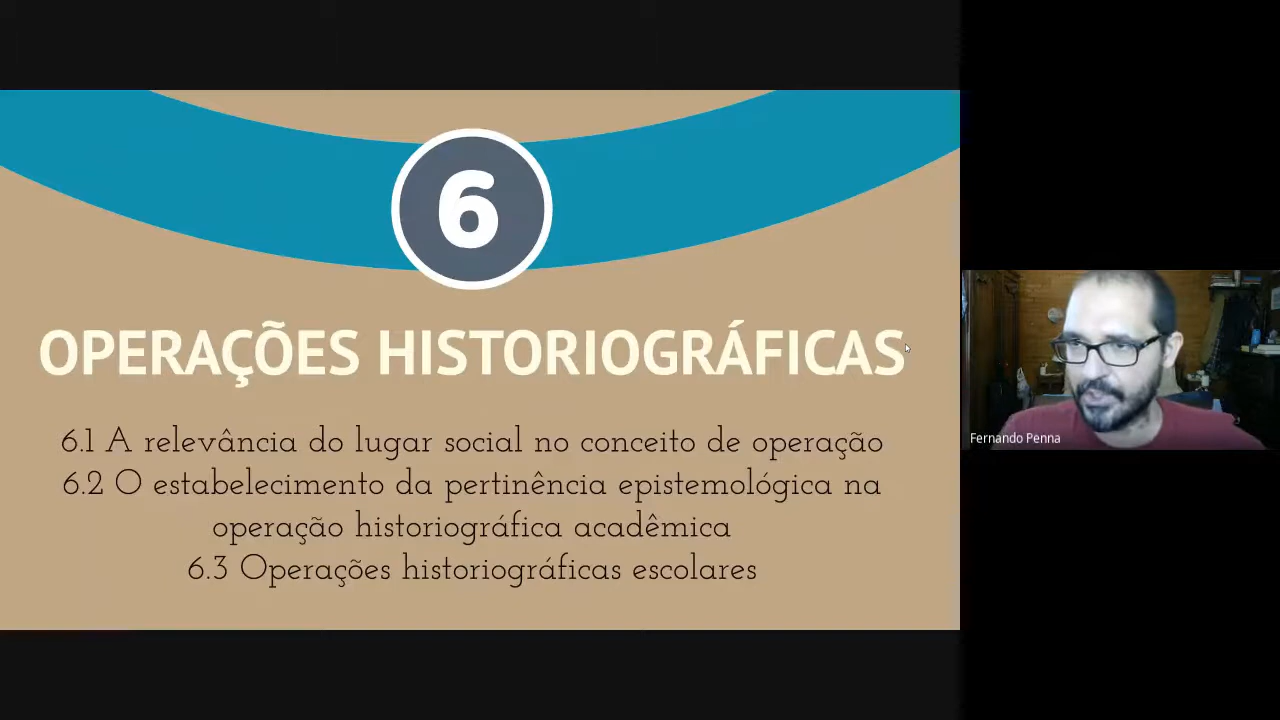 6
OPERAÇÕES HISTORIOGRÁFICAS
6.1 A relevância do lugar social no conceito de operação
6.2 O estabelecimento da pertinência epistemológica na
operação historiográfica acadêmica
6.3 Operações historiográficas escolares
Fernando Penna